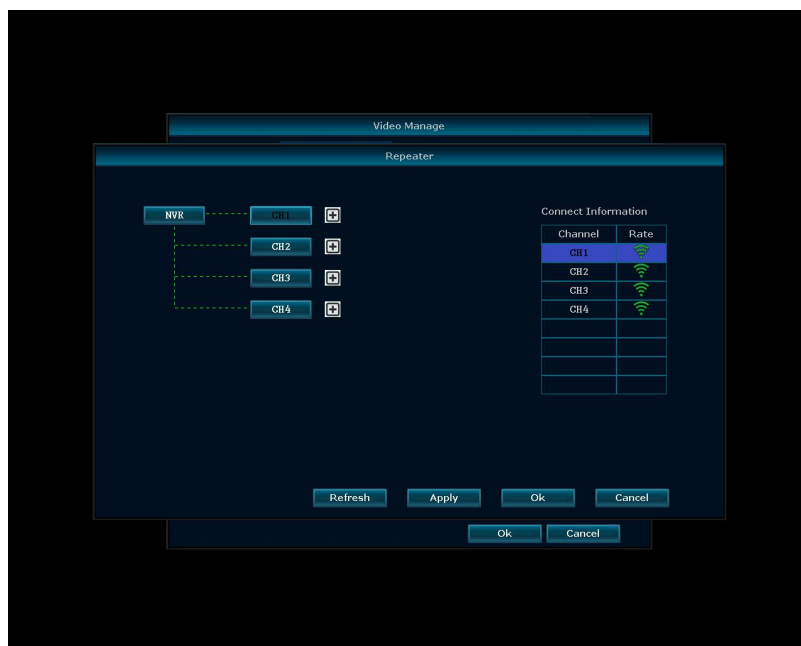 Video Manage
Repeater
NVR CH1
CH2
CH3
CH4
Connect Information
Channel Rate
CH1
CH2
CH3
CH4
Refresh Apply Ok Cancel
Ok Cancel